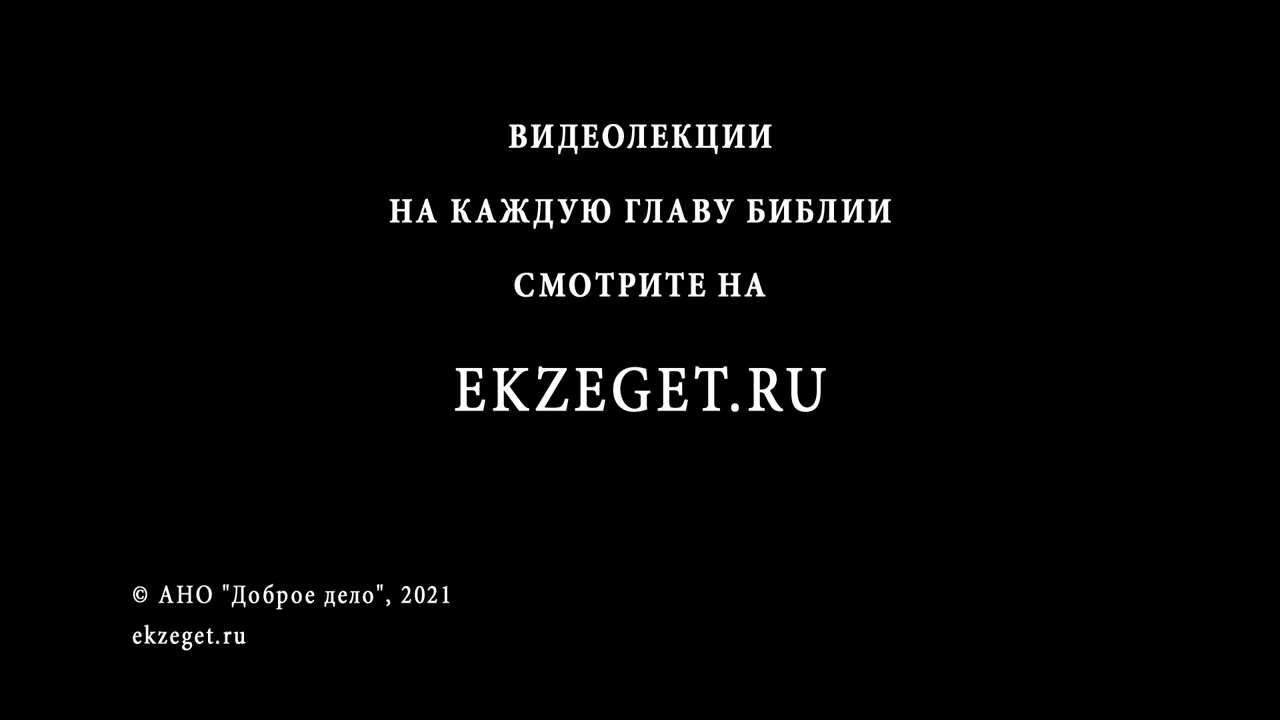 ВИДЕОЛЕКЦИИ
НА КАЖДУЮ ГЛАВУ БИБЛИИ
СМОТРИТЕ НА
EKZEGET.RU
© АНО "Доброе дело", 2021
ekzeget.ru